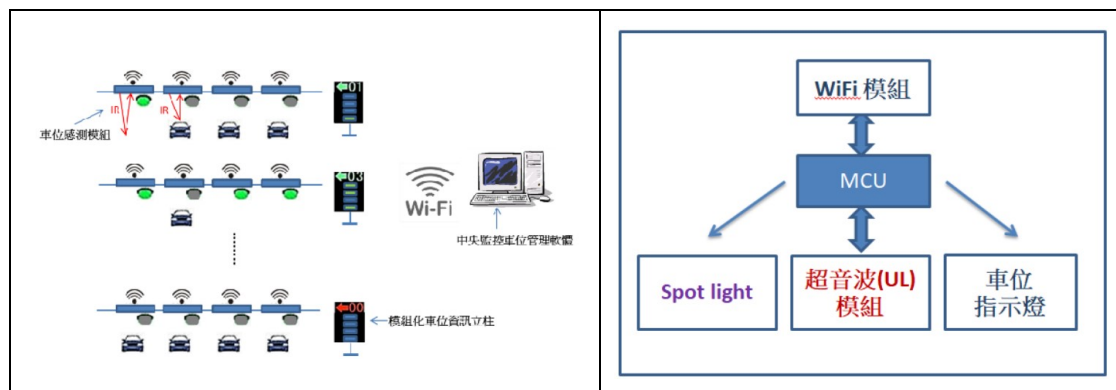 ←01
IR
IR
車位感測模組
←03
Wi-Fi
中央監控車位管理軟體
←00
模組化車位資訊立柱
WiFi 模組
MCU
Spot light
超音波(UL)
模組
車位
指示燈